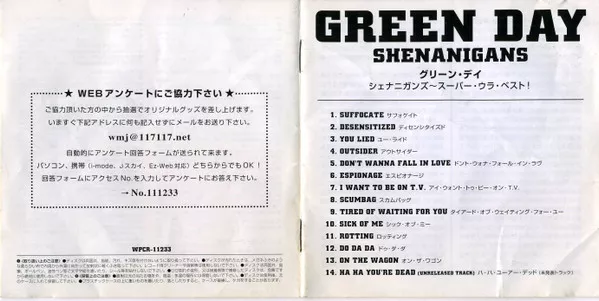 ★ WEBアンケートにご協力下さい ★
ご協力頂いた方の中から抽選でオリジナルグッズを差し上げます。
いますぐ下記アドレスに何も記入せずにメールをお送り下さい。
wmj@117117.net
自動的にアンケート回答フォームが送られて来ます。
パソコン、携帯(i-mode、Jスカイ、Ez-Web対応)どちらからでもOK!
回答フォームにアクセスNo.を入力してアンケートにお答え下さい。
→ No.111233
WPCR-11233
GREEN DAY
SHENANIGANS
グリーン・デイ
シェナニガンズ〜スーパー・ウラ・ベスト!
1. SUFFOCATE サフォケイト
2. DESENSITIZED ディセンシタイズド
3. YOU LIED ユー・ライド
4. OUTSIDER アウトサイダー
5. DON'T WANNA FALL IN LOVE ドント・ウォナ・フォール・イン・ラヴ
6. ESPIONAGE エスピオナージ
7. I WANT TO BE ON T.V. アイ・ウォント・トゥ・ビー・オン・T.V.
8. SCUMBAG スカムバッグ
9. TIRED OF WAITING FOR YOU タイアード・オブ・ウェイティング・フォー・ユー
10. SICK OF ME シック・オブ・ミー
11. ROTTING ロッティング
12. DO DA DA ドゥ・ダ・ダ
13. ON THE WAGON オン・ザ・ワゴン
14. HA HA YOU'RE DEAD (UNRELEASED TRACK) ハ・ハ・ユーアー・デッド(未発表トラック)